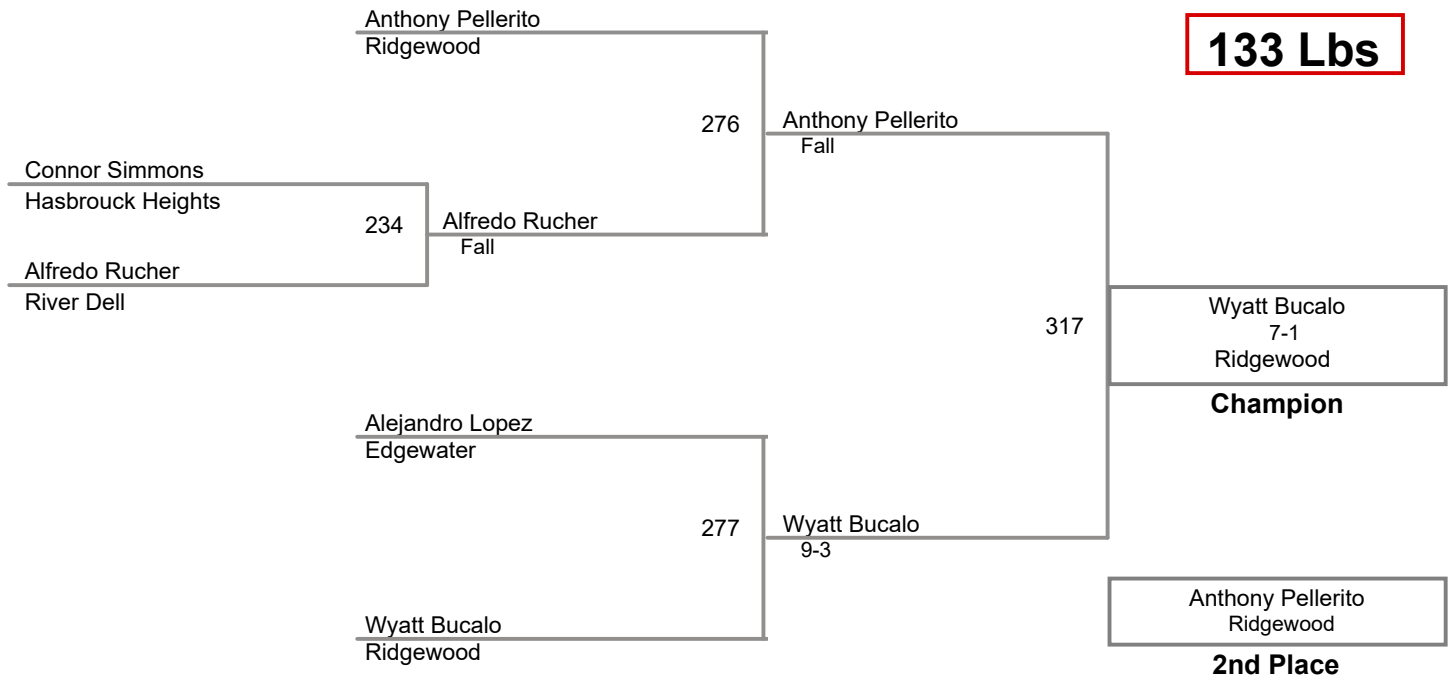 Anthony Pellerito
Ridgewood
133 Lbs
276
Anthony Pellerito
Fall
Connor Simmons
Hasbrouck Heights
234
Alfredo Rucher
Fall
Alfredo Rucher
River Dell
317
Wyatt Bucalo
7-1
Ridgewood
Champion
Alejandro Lopez
Edgewater
277
Wyatt Bucalo
9-3
Wyatt Bucalo
Ridgewood
Anthony Pellerito
Ridgewood
2nd Place